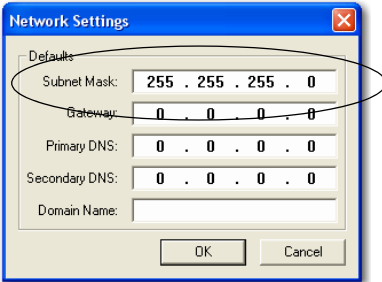 Network Settings
Defaults
Subnet Mask: 255 . 255 . 255 . 0
Gateway: 0 . 0 . 0 . 0
Primary DNS: 0 . 0 . 0 . 0
Secondary DNS: 0 . 0 . 0 . 0
Domain Name:
OK Cancel